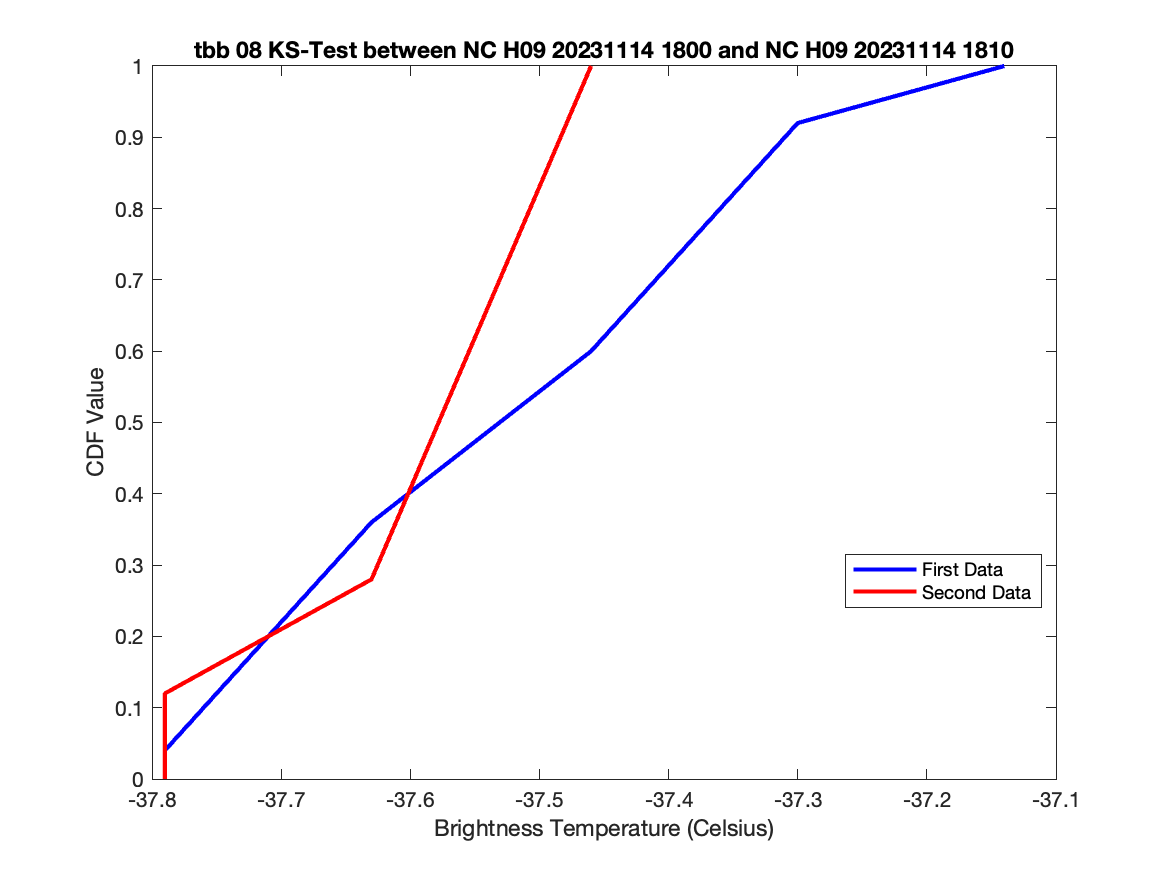 tbb 08 KS-Test between NC H09 20231114 1800 and NC H09 20231114 1810
1
0.9
0.8
0.7
0.6
0.5
0.4
0.3
0.2
0.1
0
CDF Value
First Data
Second Data
-37.8 -37.7 -37.6 -37.5 -37.4 -37.3 -37.2 -37.1
Brightness Temperature (Celsius)